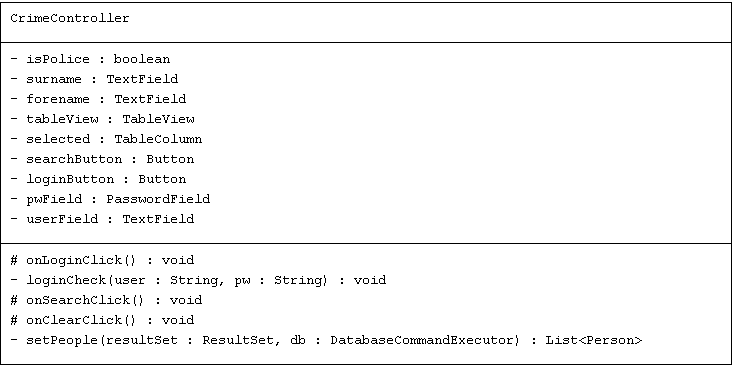 CrimeController
- isPolice : boolean
- surname : TextField
- forename : TextField
- tableView : TableView
- selected : TableColumn
- searchButton : Button
- loginButton : Button
- pwField : PasswordField
- userField : TextField
# onLoginClick() : void
- loginCheck(user : String, pw : String) : void
# onSearchClick() : void
# onClearClick() : void
- setPeople(resultSet : ResultSet, db : DatabaseCommandExecutor) : List<Person>